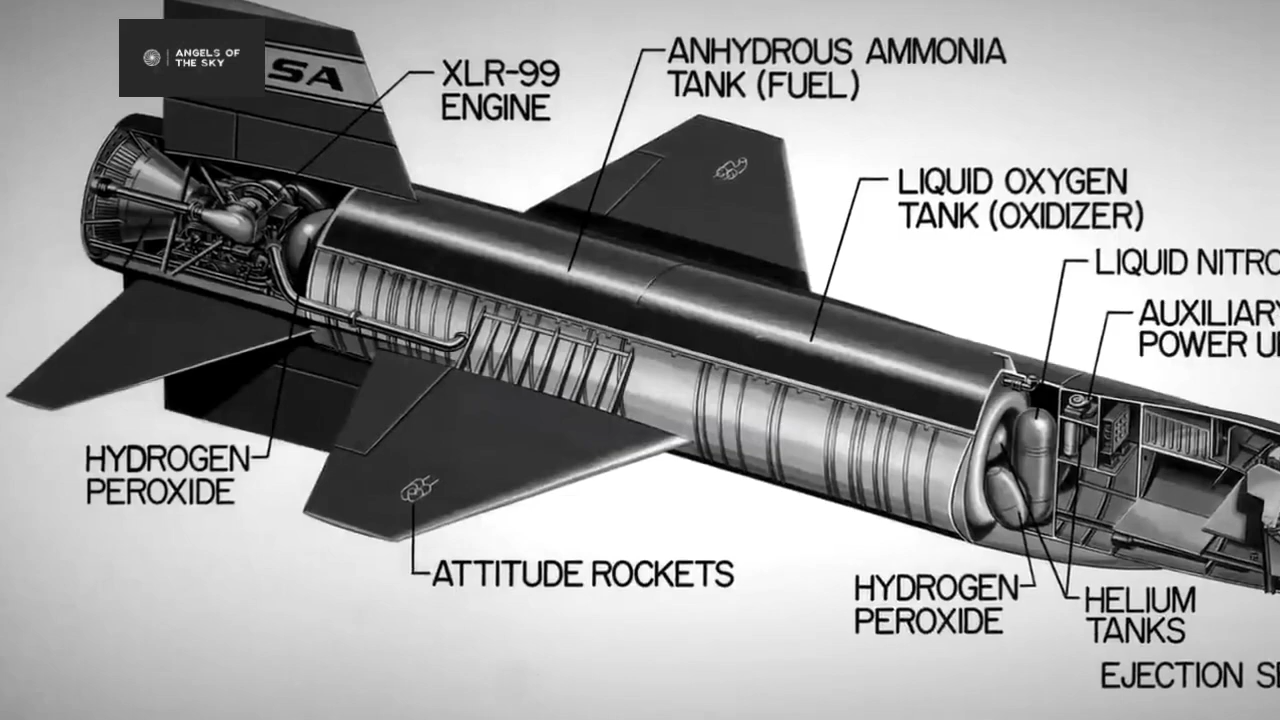 ANGELS OF
THE SKY
SA
XLR-99
ENGINE
ANHYDROUS AMMONIA
TANK (FUEL)
LIQUID OXYGEN
TANK (OXIDIZER)
LIQUID NITRO
AUXILIARY
POWER U
HYDROGEN
PEROXIDE
ATTITUDE ROCKETS
HYDROGEN
PEROXIDE
HELIUM
TANKS
EJECTION SE